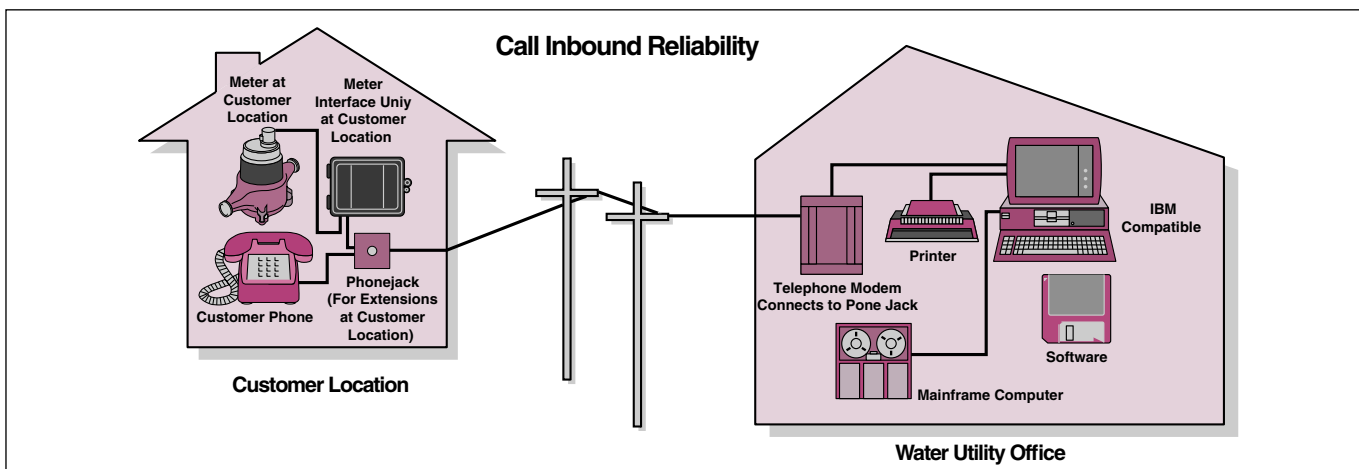 Call Inbound Reliability
Meter at
Customer
Location
Meter
Interface Uniy
at Customer
Location
Customer Phone
Phonejack
(For Extensions
at Customer
Location)
Customer Location
Telephone Modem
Connects to Pone Jack
Printer
IBM
Compatible
Software
Mainframe Computer
Water Utility Office